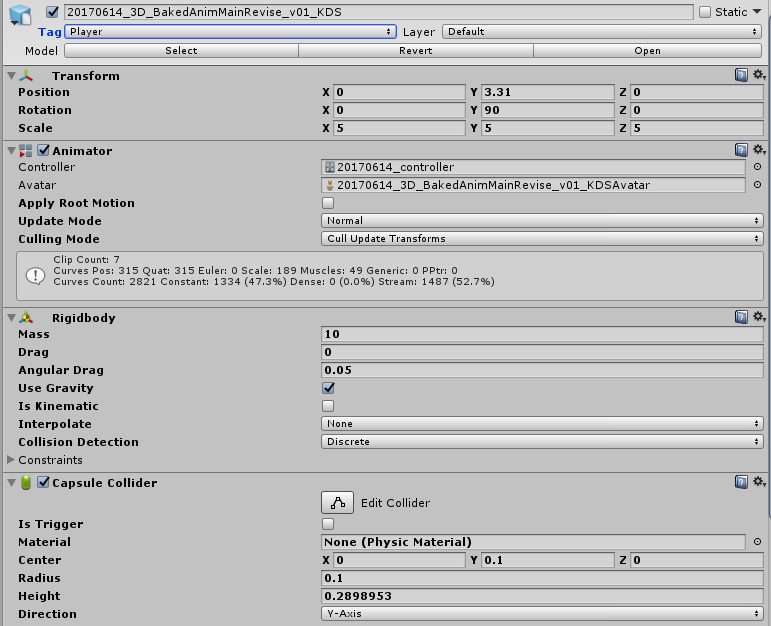 20170614_3D_BakedAnimMainRevise_v01_KDS Static
Tag Player Layer Default
Model Select Revert Open
Transform
Position X 0 Y 3.31 Z 0
Rotation X 0 Y 90 Z 0
Scale X 5 Y 5 Z 5
Animator
Controller 20170614_controller
Avatar 20170614_3D_BakedAnimMainRevise_v01_KDSAvatar
Apply Root Motion
Update Mode Normal
Culling Mode Cull Update Transforms
Clip Count: 7
Curves Pos: 315 Quat: 315 Euler: 0 Scale: 189 Muscles: 49 Generic: 0 PPtr: 0
Curves Count: 2821 Constant: 1334 (47.3%) Dense: 0 (0.0%) Stream: 1487 (52.7%)
Rigidbody
Mass 10
Drag 0
Angular Drag 0.05
Use Gravity
Is Kinematic
Interpolate None
Collision Detection Discrete
Constraints
Capsule Collider
Edit Collider
Is Trigger
Material None (Physic Material)
Center X 0 Y 0.1 Z 0
Radius 0.1
Height 0.2898953
Direction Y-Axis